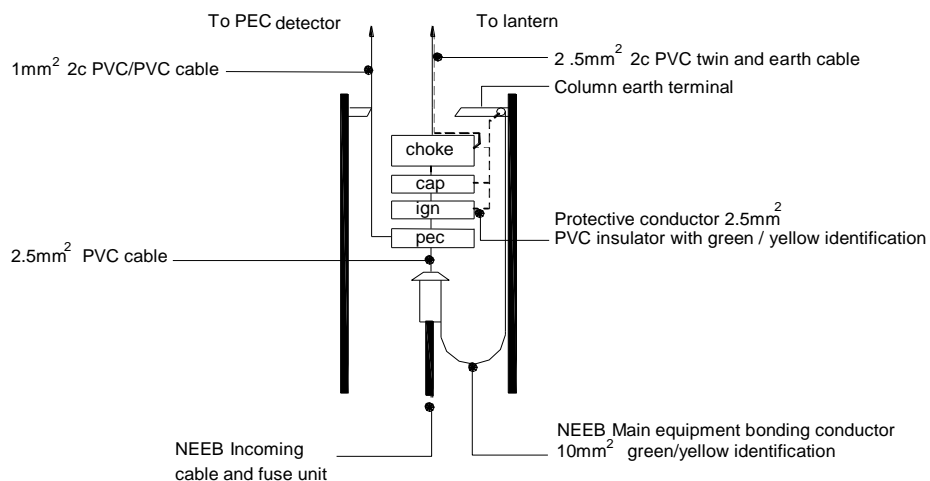 To PEC detector
To lantern
1mm² 2c PVC/PVC cable
2 .5mm² 2c PVC twin and earth cable
Column earth terminal
choke
cap
ign
pec
Protective conductor 2.5mm²
PVC insulator with green / yellow identification
2.5mm² PVC cable
NEEB Incoming
cable and fuse unit
NEEB Main equipment bonding conductor
10mm² green/yellow identification